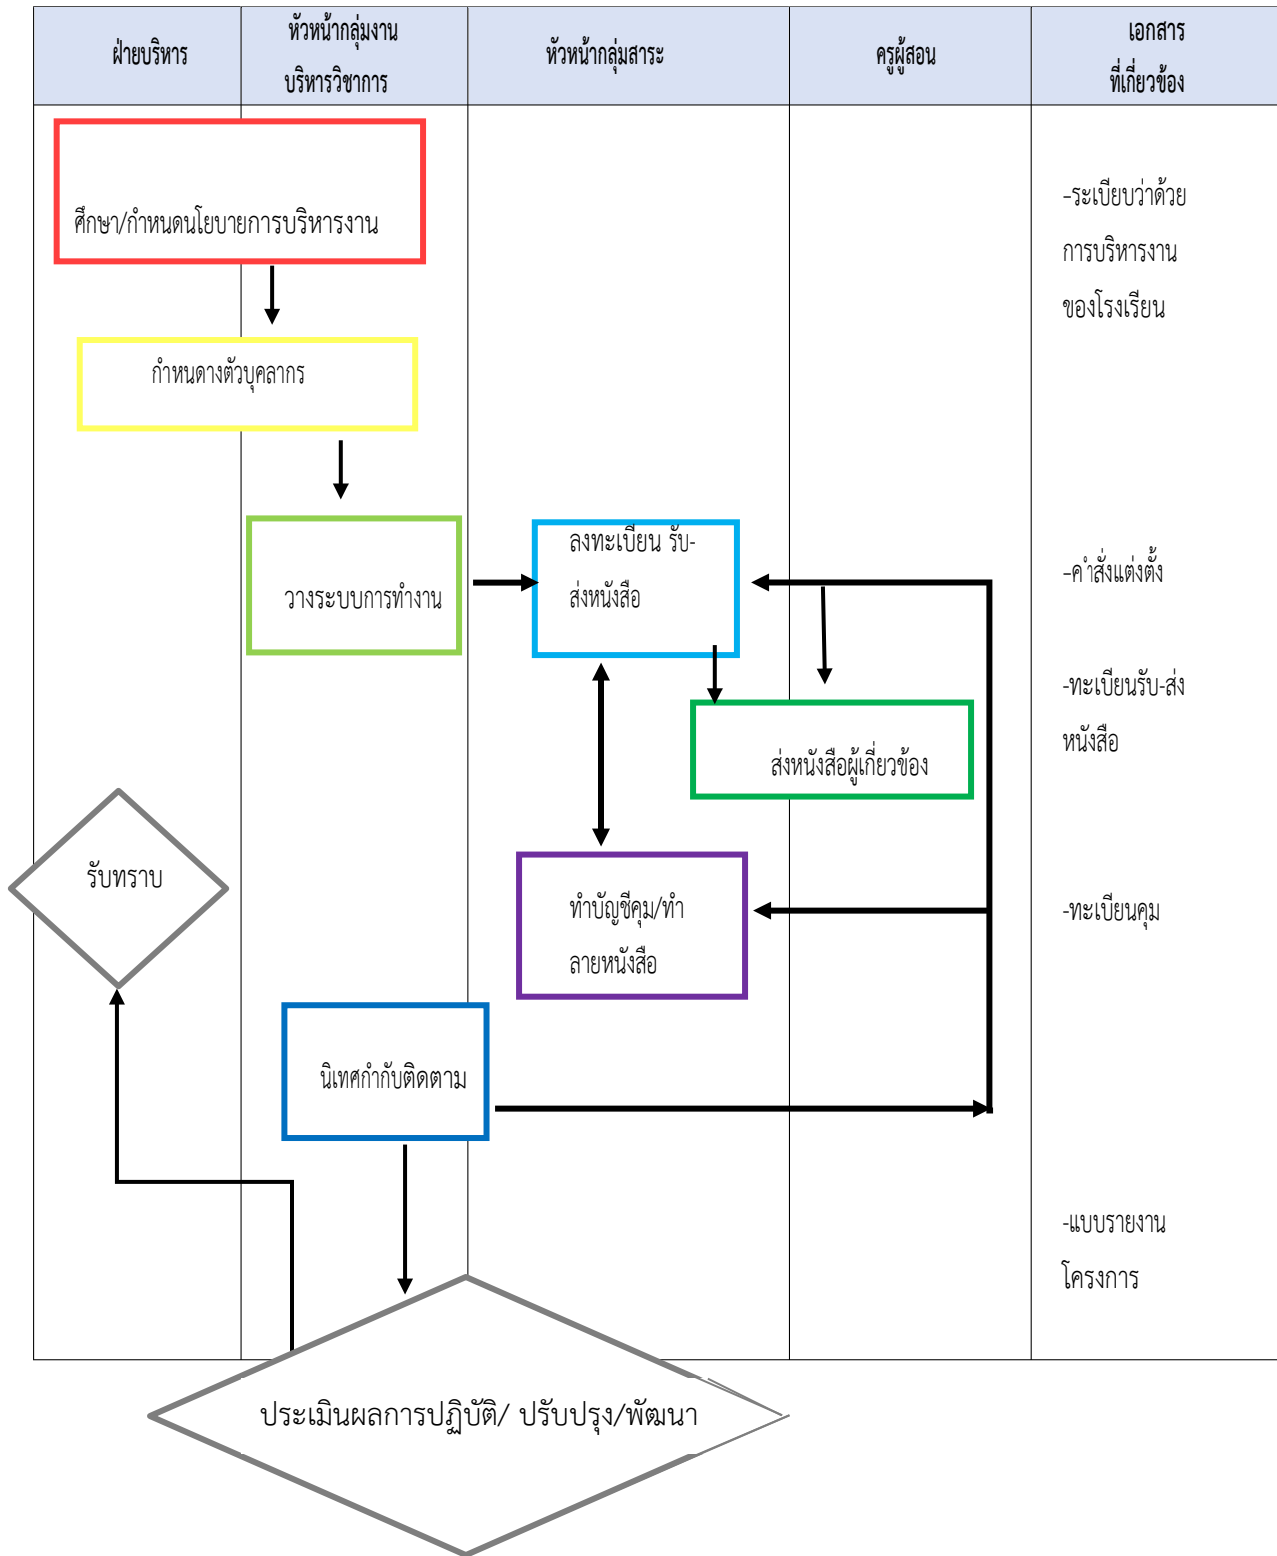 ฝ่ายบริหาร
หัวหน้ากลุ่มงาน
บริหารวิชาการ
หัวหน้ากลุ่มสาระ
ครูผู้สอน
เอกสาร
ที่เกี่ยวข้อง
ศึกษา/กำหนดนโยบายการบริหารงาน
-ระเบียบว่าด้วย
การบริหารงาน
ของโรงเรียน
กำหนดางตัวบุคลากร
วางระบบการทำงาน
ลงทะเบียน รับ-
ส่งหนังสือ
-คำสั่งแต่งตั้ง
-ทะเบียนรับ-ส่ง
หนังสือ
ส่งหนังสือผู้เกี่ยวข้อง
รับทราบ
ทำบัญชีคุม/ทำ
ลายหนังสือ
-ทะเบียนคุม
นิเทศกำกับติดตาม
-แบบรายงาน
โครงการ
ประเมินผลการปฏิบัติ/ ปรับปรุง/พัฒนา